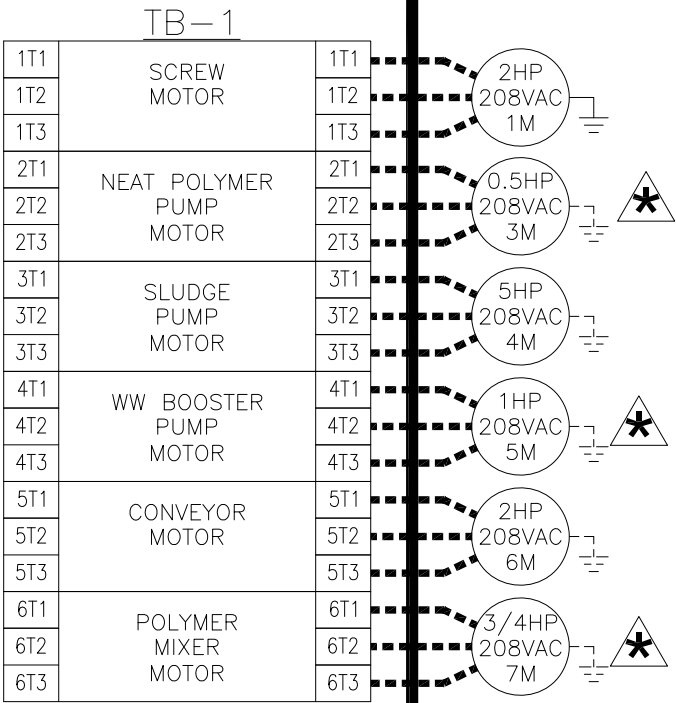 TB-1
1T1
SCREW
MOTOR
1T1
1T2
1T2
1T3
1T3
2HP
208VAC
1M
2T1
NEAT POLYMER
PUMP
MOTOR
2T1
2T2
2T2
2T3
2T3
0.5HP
208VAC
3M
*
3T1
SLUDGE
PUMP
MOTOR
3T1
3T2
3T2
3T3
3T3
5HP
208VAC
4M
4T1
WW BOOSTER
PUMP
MOTOR
4T1
4T2
4T2
4T3
4T3
1HP
208VAC
5M
*
5T1
CONVEYOR
MOTOR
5T1
5T2
5T2
5T3
5T3
2HP
208VAC
6M
6T1
POLYMER
MIXER
MOTOR
6T1
6T2
6T2
6T3
6T3
3/4HP
208VAC
7M
*